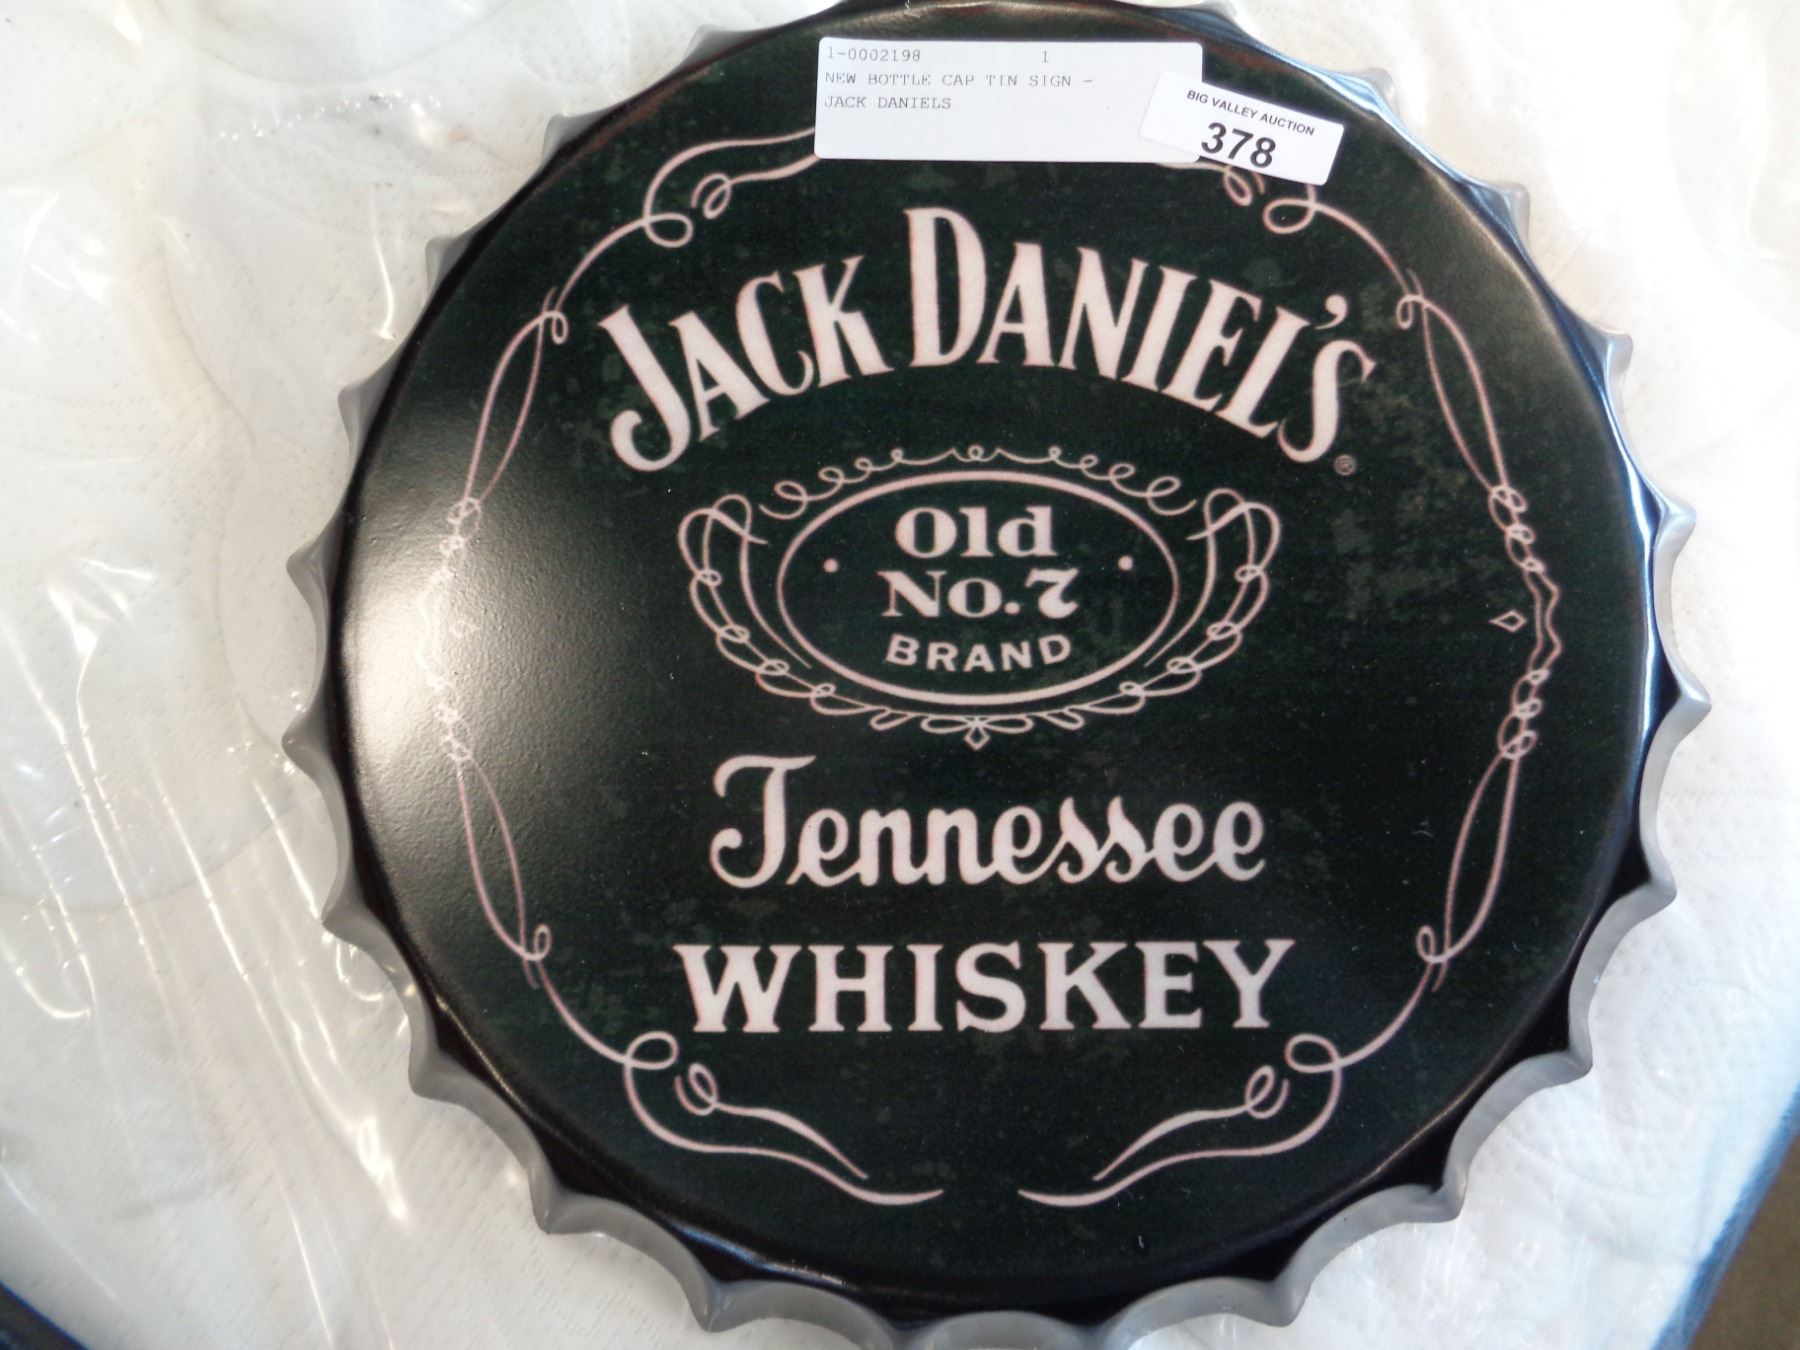 1-0002198 1
NEW BOTTLE CAP TIN SIGN -
JACK DANIELS
BIG VALLEY AUCTION
378
JACK DANIEL'S®
Old
No.7
BRAND
Tennessee
WHISKEY